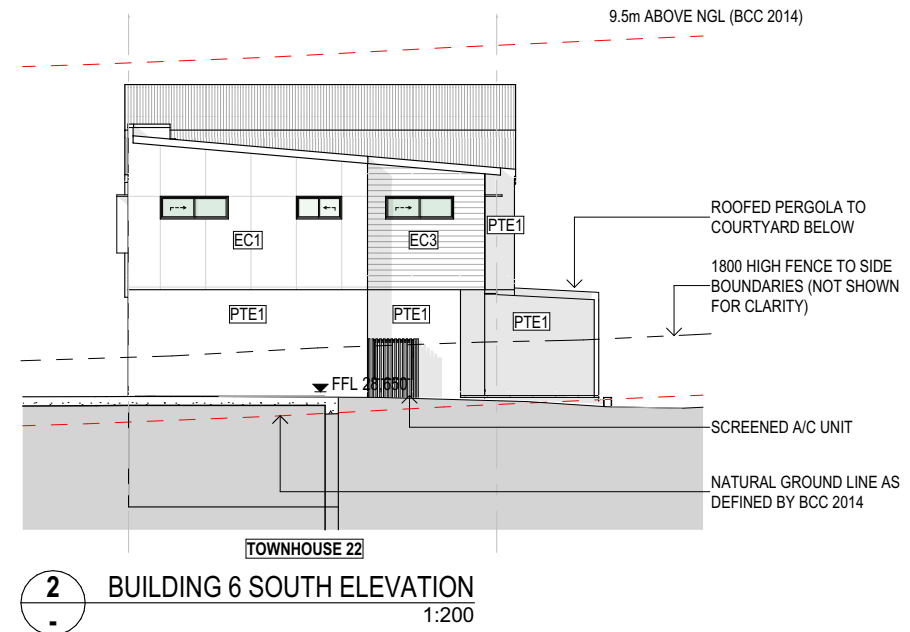 9.5m ABOVE NGL (BCC 2014)
ROOFED PERGOLA TO
COURTYARD BELOW
PTE1
EC1
EC3
1800 HIGH FENCE TO SIDE
BOUNDARIES (NOT SHOWN
FOR CLARITY)
PTE1
PTE1
PTE1
FFL 28,650
SCREENED A/C UNIT
NATURAL GROUND LINE AS
DEFINED BY BCC 2014
TOWNHOUSE 22
2
-
BUILDING 6 SOUTH ELEVATION
1:200